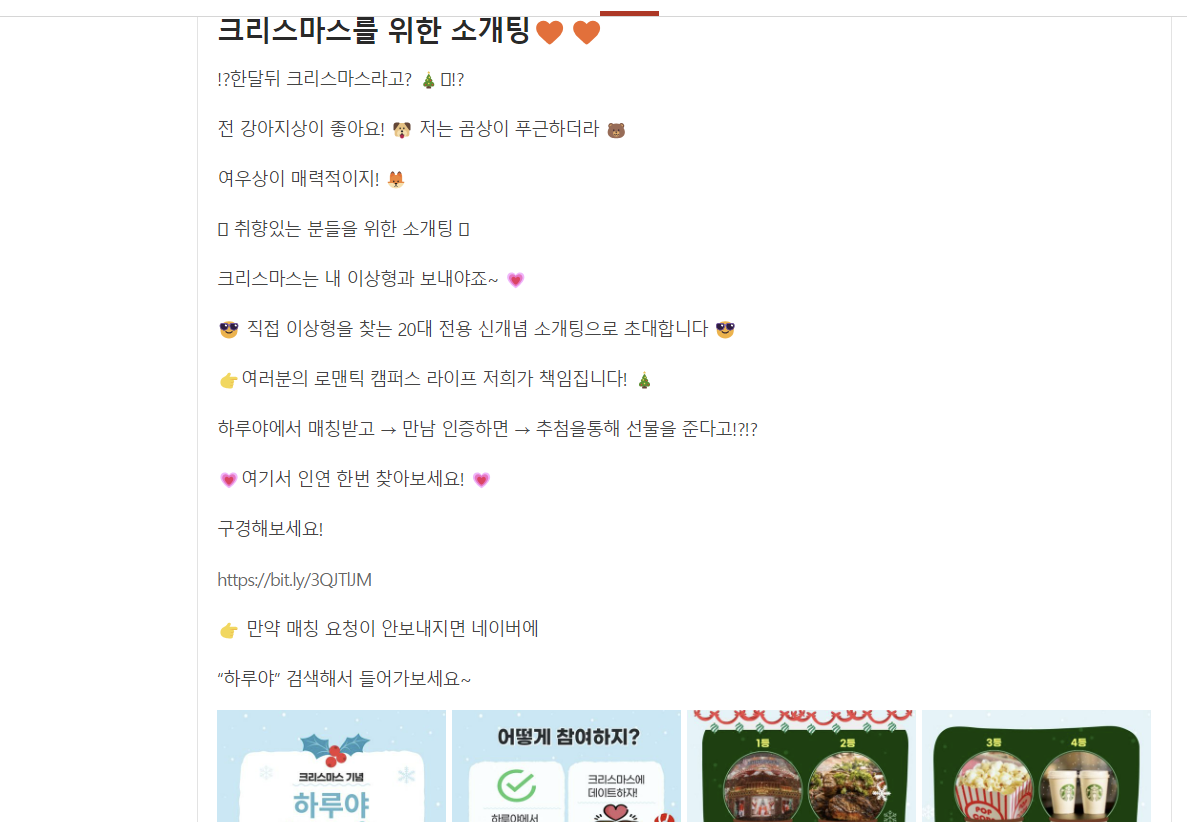 크리스마스를 위한 소개팅🧡 🧡
!?한달뒤 크리스마스라고? 🎄 ▯!?
전 강아지상이 좋아요! 🐶 저는 곰상이 푸근하더라 🐻
여우상이 매력적이지! 🦊
▯ 취향있는 분들을 위한 소개팅 ▯
크리스마스는 내 이상형과 보내야죠~ 💗
😎 직접 이상형을 찾는 20대 전용 신개념 소개팅으로 초대합니다 😎
👉여러분의 로맨틱 캠퍼스 라이프 저희가 책임집니다! 🎄
하루야에서 매칭받고 → 만남 인증하면 → 추첨을통해 선물을 준다고!?!?
💗여기서 인연 한번 찾아보세요! 💗
구경해보세요!
https://bit.ly/3QJTlJM
👉 만약 매칭 요청이 안보내지면 네이버에
“하루야” 검색해서 들어가보세요~
크리스마스 기념
하루야
어떻게 참여하지?
하루야에서
크리스마스에
데이트하자!
1등
2등
3등
4등
POP